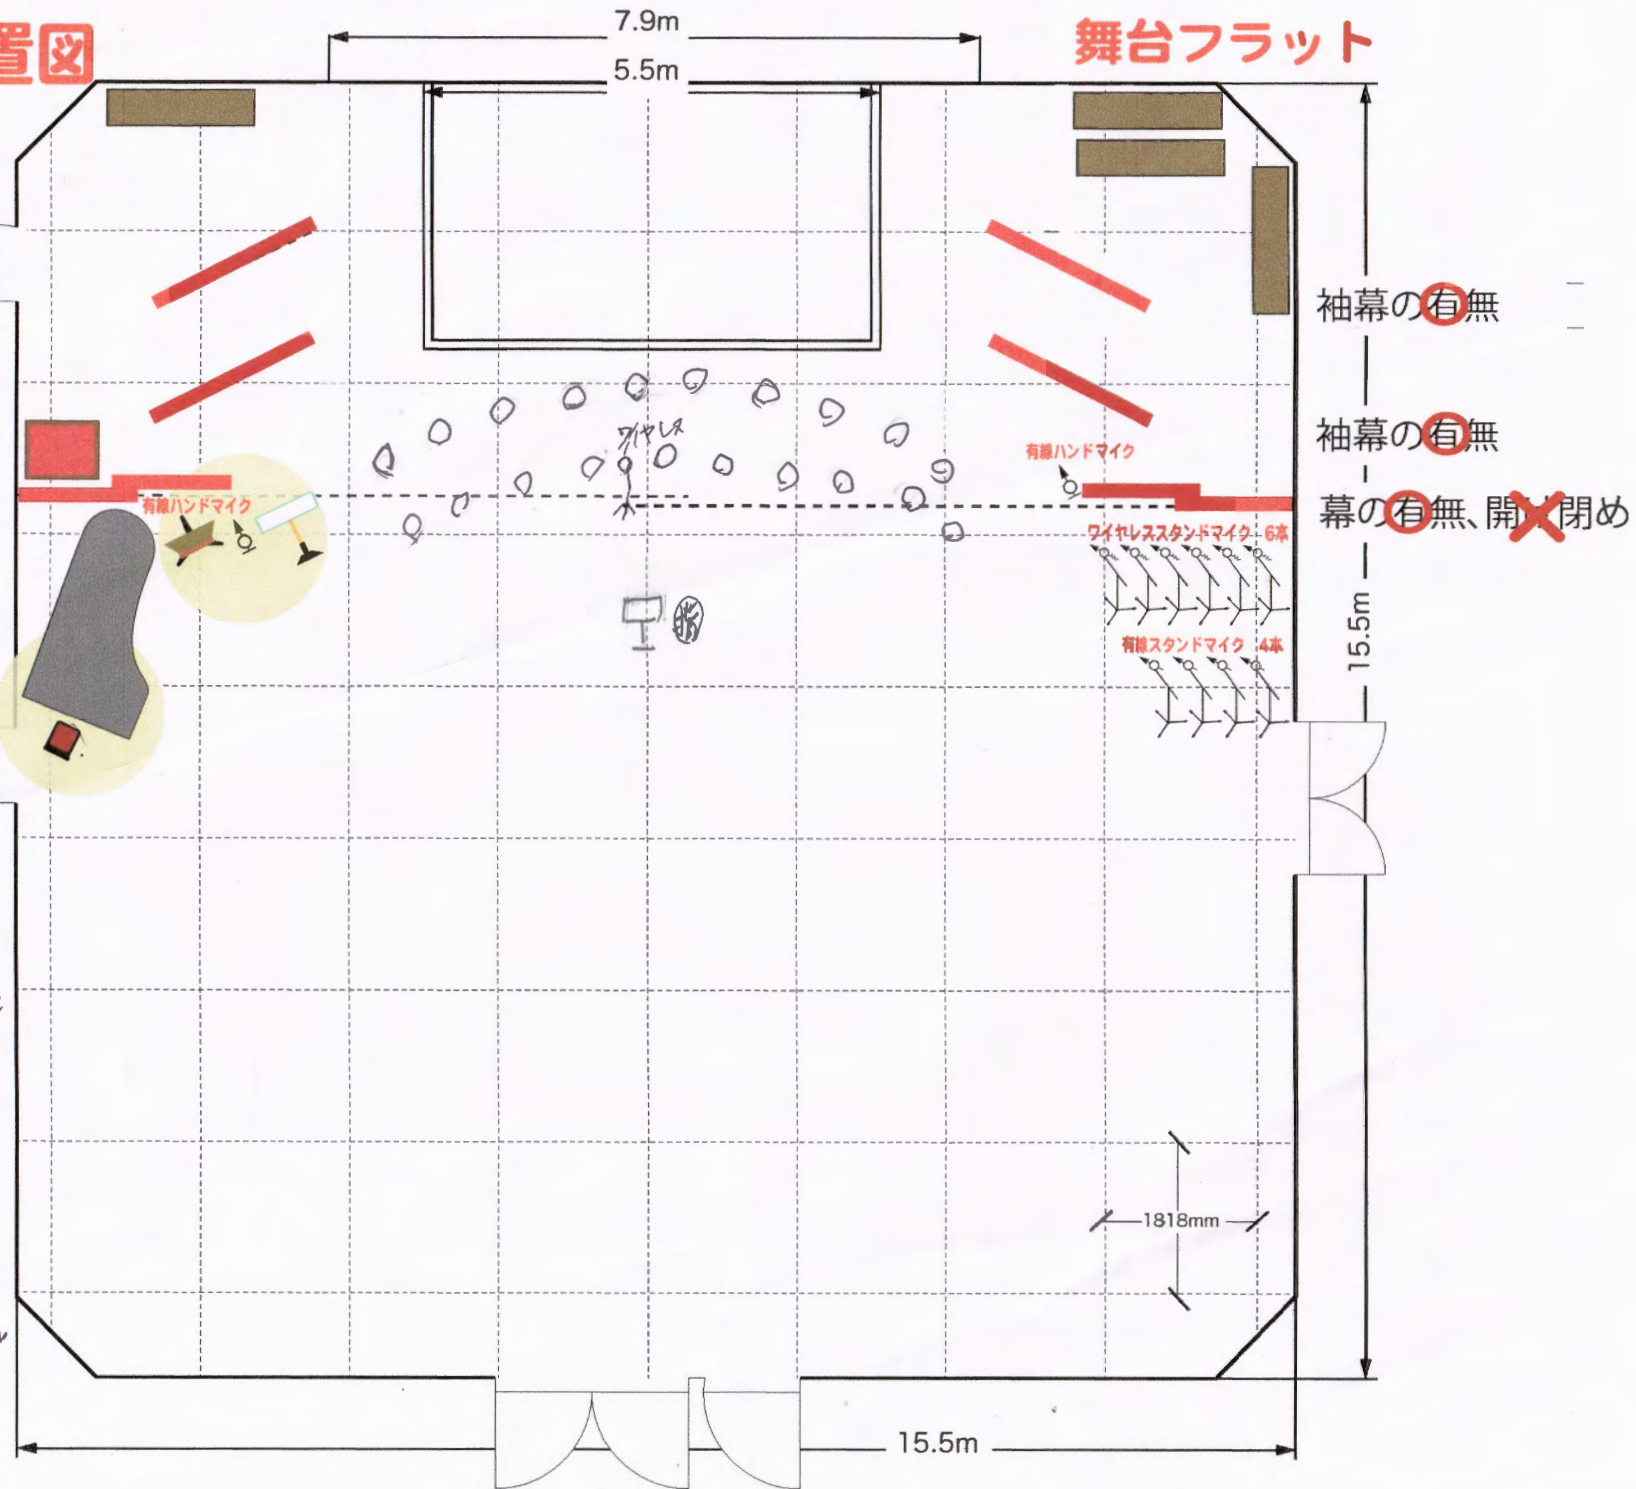 置図
7.9m
舞台フラット
5.5m
袖幕の有無
袖幕の有無
ワイヤレス
有線ハンドマイク
有線ハンドマイク
幕の有無、開け閉め
ワイヤレススタンドマイク 6本
15.5m
有線スタンドマイク 4本
1818mm
15.5m